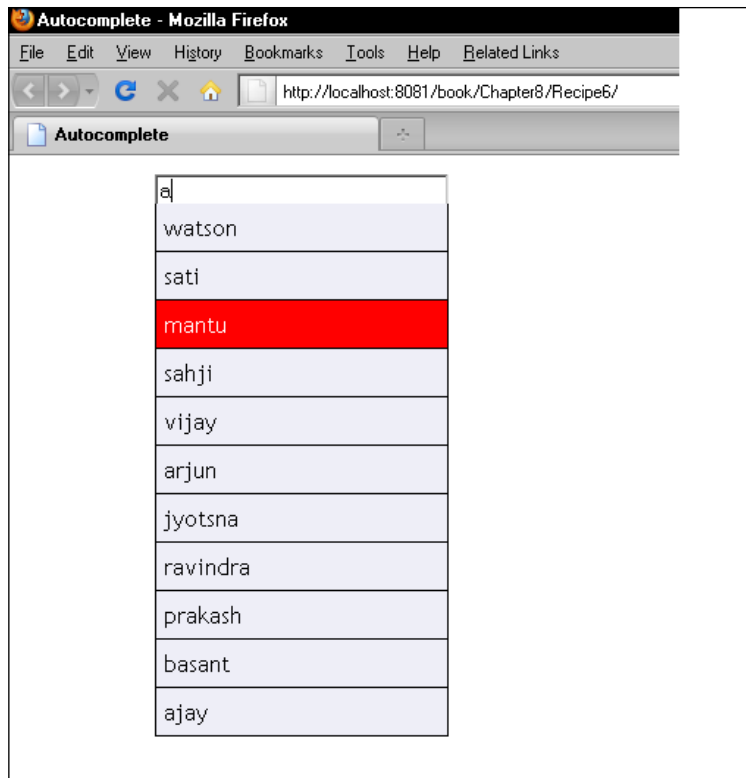 Autocomplete - Mozilla Firefox
File Edit View History Bookmarks Tools Help Related Links
http://localhost:8081/book/Chapter8/Recipe6/
Autocomplete
a
watson
sati
mantu
sahji
vijay
arjun
jyotsna
ravindra
prakash
basant
ajay